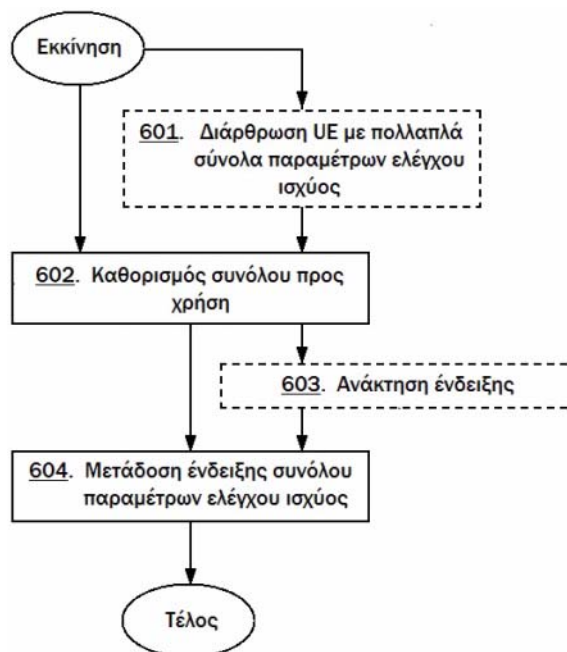 Εκκίνηση
601. Διάρθρωση UE με πολλαπλά
σύνολα παραμέτρων ελέγχου
ισχύος
602. Καθορισμός συνόλου προς
χρήση
603. Ανάκτηση ένδειξης
604. Μετάδοση ένδειξης συνόλου
παραμέτρων ελέγχου ισχύος
Τέλος